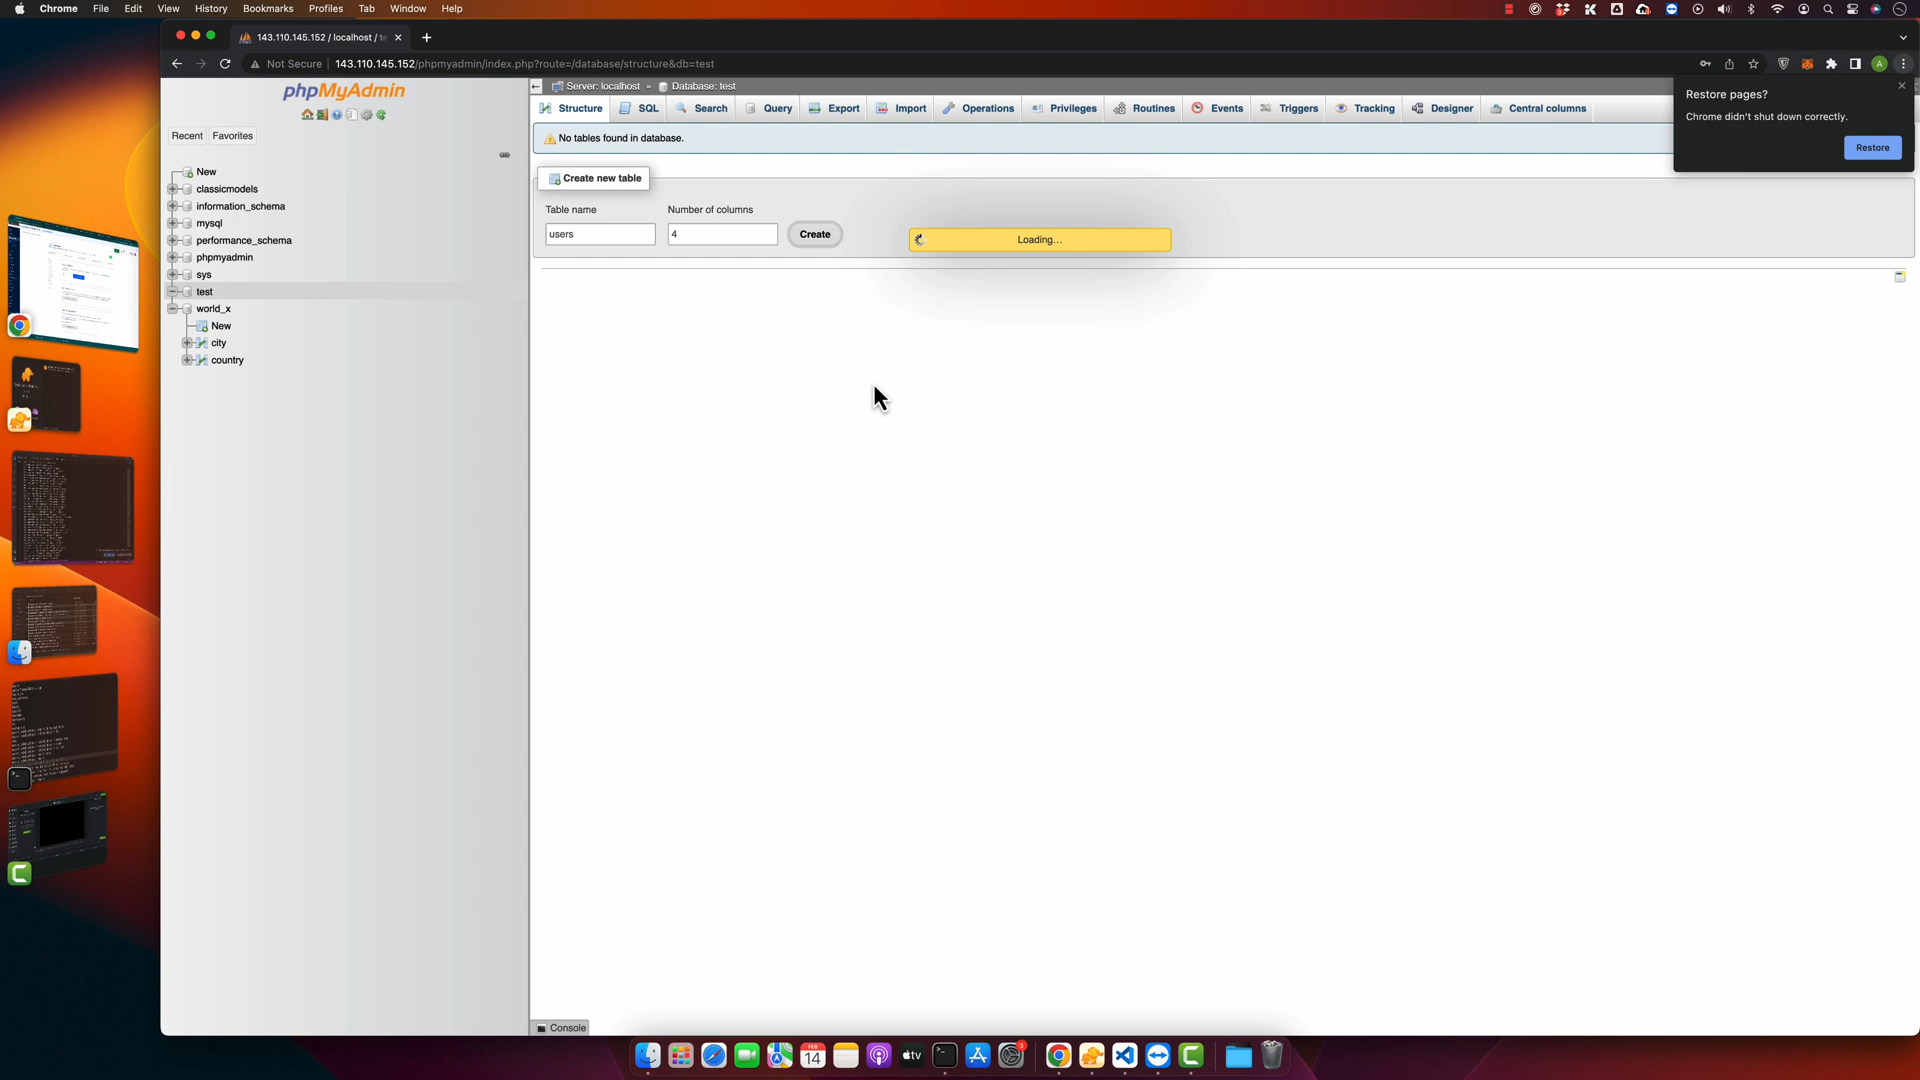 Chrome File Edit View History Bookmarks Profiles Tab Window Help
143.110.145.152 / localhost / te
Not Secure 143.110.145.152/phpmyadmin/index.php?route=/database/structure&db=test
A
phpMyAdmin
Server: localhost » Database: test
Structure SQL Search Query Export Import Operations Privileges Routines Events Triggers Tracking Designer Central columns
Restore pages?
Chrome didn't shut down correctly.
Restore
Recent Favorites
No tables found in database.
New
classicmodels
information_schema
mysql
performance_schema
phpmyadmin
sys
test
world_x
New
city
country
Create new table
Table name Number of columns
users 4 Create
Loading…
Console
FEB
14
tv
3